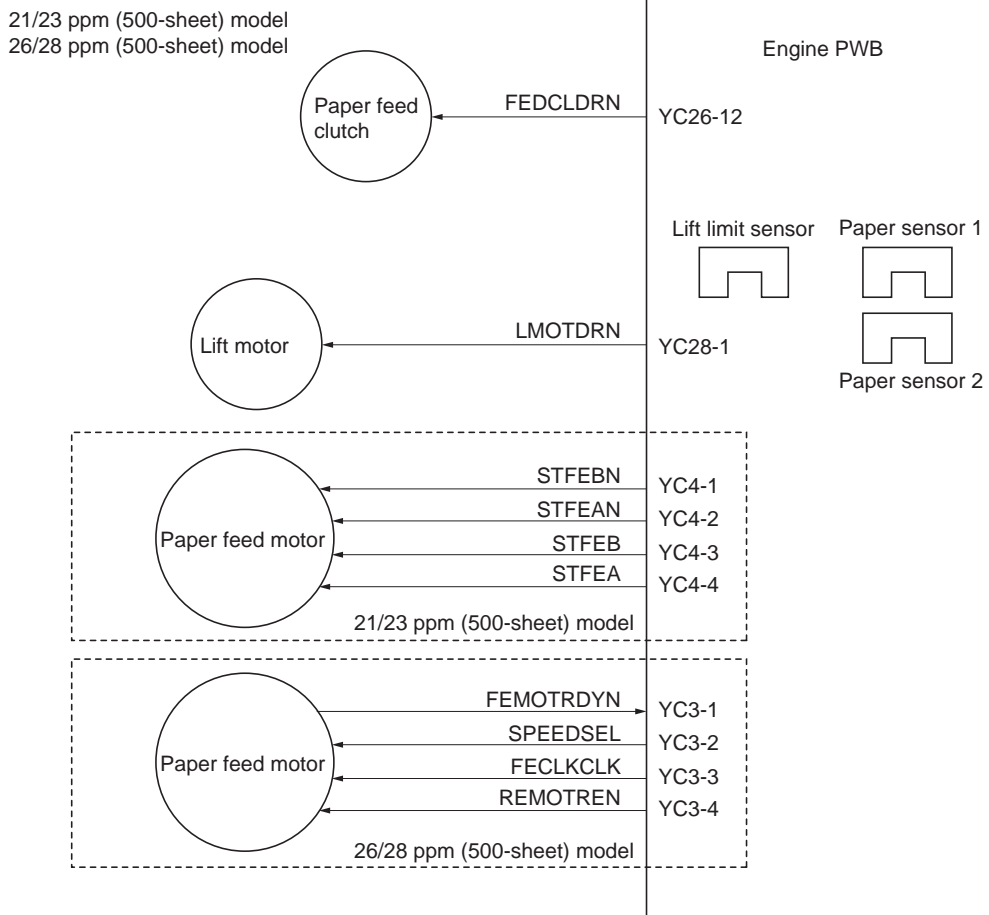 21/23 ppm (500-sheet) model
26/28 ppm (500-sheet) model
Engine PWB
Paper feed
clutch
FEDCLDRN
YC26-12
Lift limit sensor
Paper sensor 1
Lift motor
LMOTDRN
YC28-1
Paper sensor 2
Paper feed motor
STFEBN
YC4-1
STFEAN
YC4-2
STFEB
YC4-3
STFEA
YC4-4
21/23 ppm (500-sheet) model
Paper feed motor
FEMOTRDYN
YC3-1
SPEEDSEL
YC3-2
FECLKCLK
YC3-3
REMOTREN
YC3-4
26/28 ppm (500-sheet) model